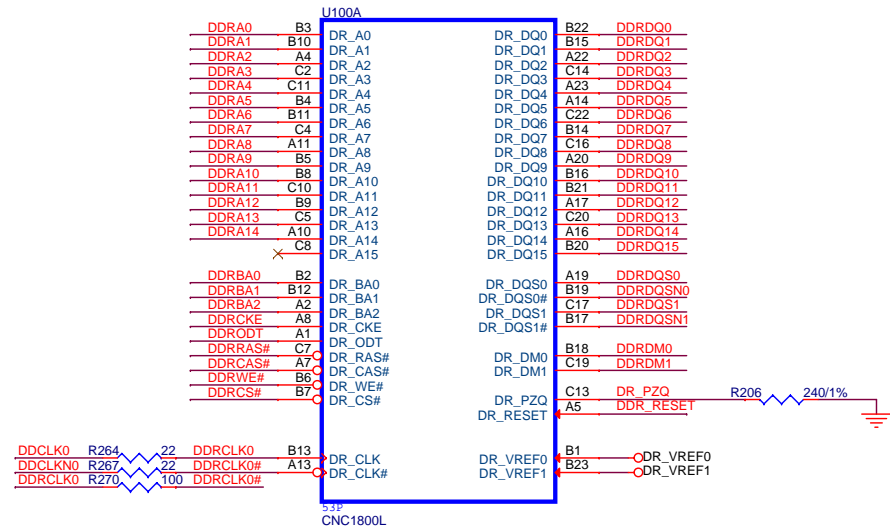 U100A
DDRA0 B3 DR_A0 DR_DQ0 B22 DDRDQ0
DDRA1 B10 DR_A1 DR_DQ1 B15 DDRDQ1
DDRA2 A4 DR_A2 DR_DQ2 A22 DDRDQ2
DDRA3 C2 DR_A3 DR_DQ3 C14 DDRDQ3
DDRA4 C11 DR_A4 DR_DQ4 A23 DDRDQ4
DDRA5 B4 DR_A5 DR_DQ5 A14 DDRDQ5
DDRA6 B11 DR_A6 DR_DQ6 C22 DDRDQ6
DDRA7 C4 DR_A7 DR_DQ7 B14 DDRDQ7
DDRA8 A11 DR_A8 DR_DQ8 C16 DDRDQ8
DDRA9 B5 DR_A9 DR_DQ9 A20 DDRDQ9
DDRA10 B8 DR_A10 DR_DQ10 B16 DDRDQ10
DDRA11 C10 DR_A11 DR_DQ11 B21 DDRDQ11
DDRA12 B9 DR_A12 DR_DQ12 A17 DDRDQ12
DDRA13 C5 DR_A13 DR_DQ13 C20 DDRDQ13
DDRA14 A10 DR_A14 DR_DQ14 A16 DDRDQ14
C8 DR_A15 DR_DQ15 B20 DDRDQ15
DDRBA0 B2 DR_BA0 DR_DQS0 A19 DDRDQS0
DDRBA1 B12 DR_BA1 DR_DQS0# B19 DDRDQSN0
DDRBA2 A2 DR_BA2 DR_DQS1 C17 DDRDQS1
DDRCKE A8 DR_CKE DR_DQS1# B17 DDRDQSN1
DDRODT A1 DR_ODT
DDRRAS# C7 DR_RAS# DR_DM0 B18 DDRDM0
DDRCAS# A7 DR_CAS# DR_DM1 C19 DDRDM1
DDRWE# B6 DR_WE#
DDRCS# B7 DR_CS# DR_PZQ C13 DR_PZQ R206 240/1%
DR_RESET A5 DDR_RESET
DDCLK0 R264 22 DDRCLK0 B13 DR_CLK DR_VREF0 B1 DR_VREF0
DDCLKN0 R267 22 DDRCLK0# A13 DR_CLK# DR_VREF1 B23 DR_VREF1
DDRCLK0 R270 100 DDRCLK0#
53P
CNC1800L